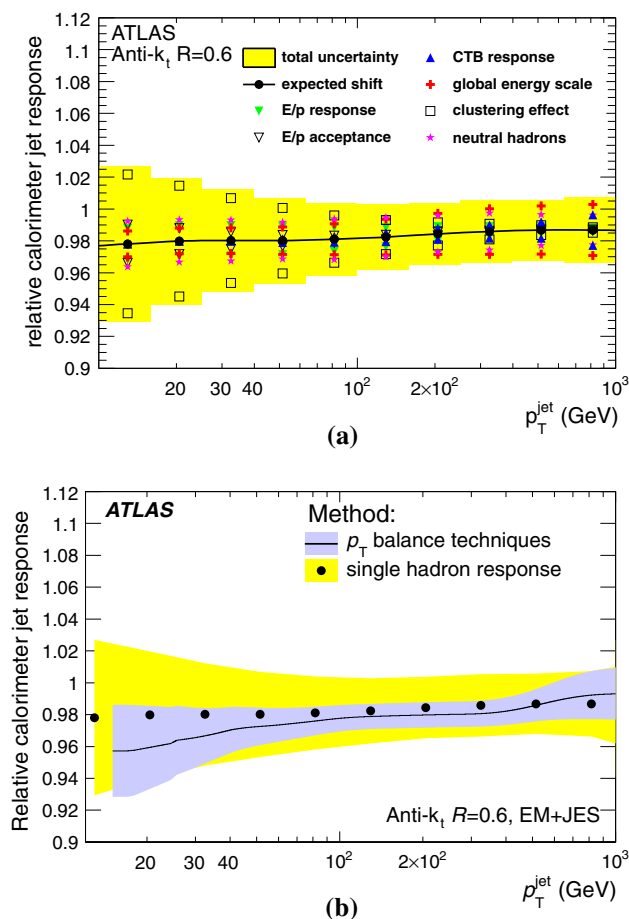 ATLAS
Anti-k_t R=0.6
total uncertainty
expected shift
E/p response
E/p acceptance
CTB response
global energy scale
clustering effect
neutral hadrons
relative calorimeter jet response
1.12
1.1
1.08
1.06
1.04
1.02
1
0.98
0.96
0.94
0.92
0.9
20 30 40 10² 2×10² 10³
p_T^jet (GeV)
(a)
ATLAS
Method:
p_T balance techniques
single hadron response
Relative calorimeter jet response
1.12
1.1
1.08
1.06
1.04
1.02
1
0.98
0.96
0.94
0.92
0.9
Anti-k_t R=0.6, EM+JES
20 30 40 10² 2×10² 10³
p_T^jet (GeV)
(b)